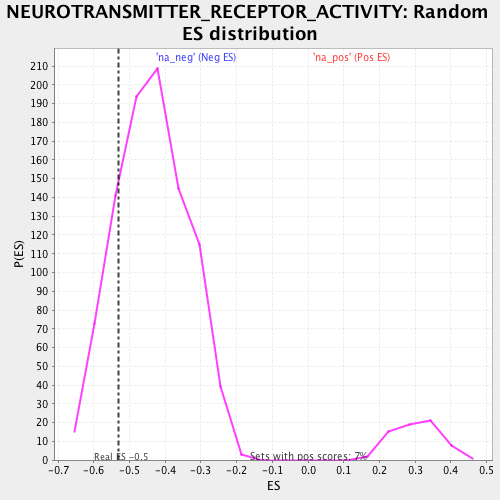 NEUROTRANSMITTER_RECEPTOR_ACTIVITY: Random
ES distribution
'na_neg' (Neg ES)
'na_pos' (Pos ES)
210
200
190
180
170
160
150
140
130
120
110
100
90
80
70
60
50
40
30
20
10
0
P(ES)
Real ES -0.5
Sets with pos scores: 7%
-0.7 -0.6 -0.5 -0.4 -0.3 -0.2 -0.1 0.0 0.1 0.2 0.3 0.4 0.5
ES